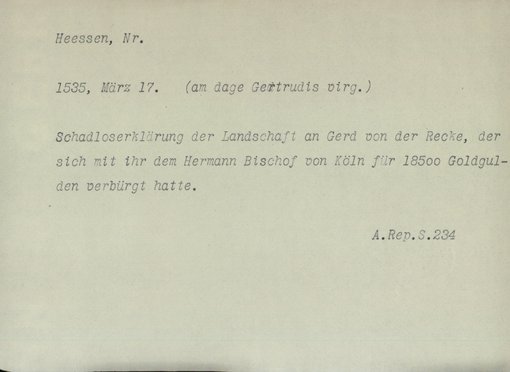 Heessen, Nr.
1535, März 17. (am dage Gertrudis virg.)
Schadloserklärung der Landschaft an Gerd von der Recke, der
sich mit ihr dem Hermann Bischof von Köln für 18500 Goldgul-
den verbürgt hatte.
A.Rep.S.234